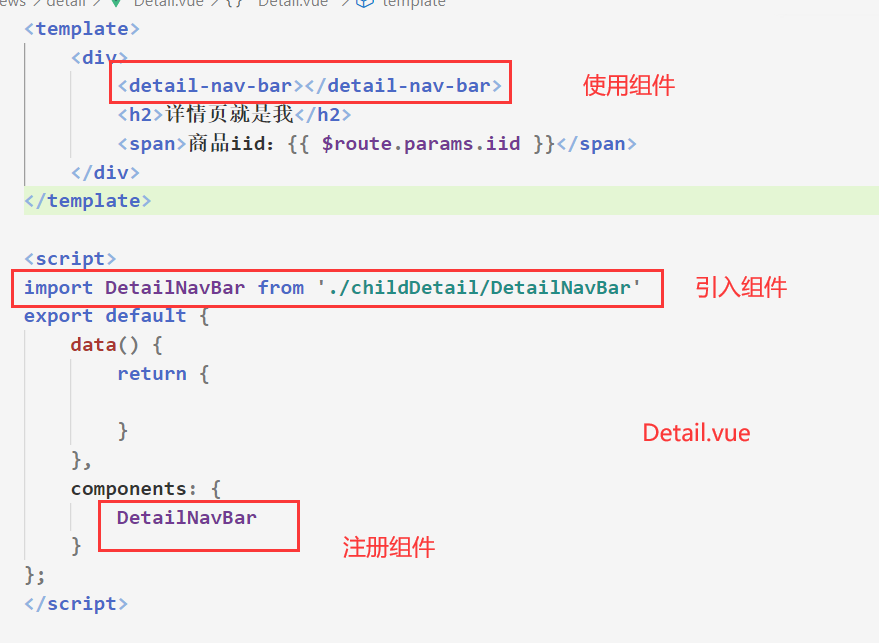 ews > detail > Detail.vue > {} "Detail.vue" > template
<template>
<div>
<detail-nav-bar></detail-nav-bar> 使用组件
<h2>详情页就是我</h2>
<span>商品iid: {{ $route.params.iid }}</span>
</div>
</template>
<script>
import DetailNavBar from './childDetail/DetailNavBar' 引入组件
export default {
data() {
return {
}
Detail.vue
},
components: {
DetailNavBar
} 注册组件
};
</script>